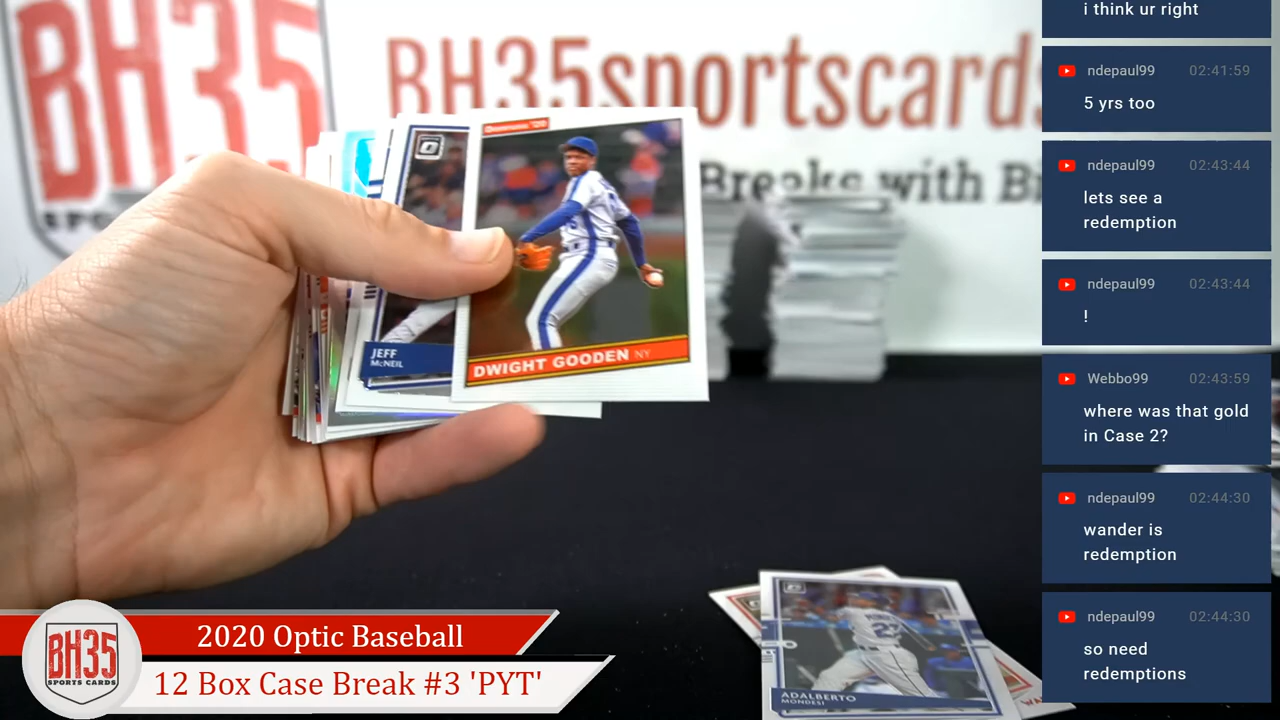 BH35
SPORTS
BH35sportscards
Breaks with
Donruss '20
DWIGHT GOODEN NY
JEFF
McNEIL
ADALBERTO
MONDESI
i think ur right
ndepaul99 02:41:59
5 yrs too
ndepaul99 02:43:44
lets see a
redemption
ndepaul99 02:43:44
!
Webbo99 02:43:59
where was that gold
in Case 2?
ndepaul99 02:44:30
wander is
redemption
ndepaul99 02:44:30
so need
redemptions
BH35
SPORTS CARDS
2020 Optic Baseball
12 Box Case Break #3 'PYT'